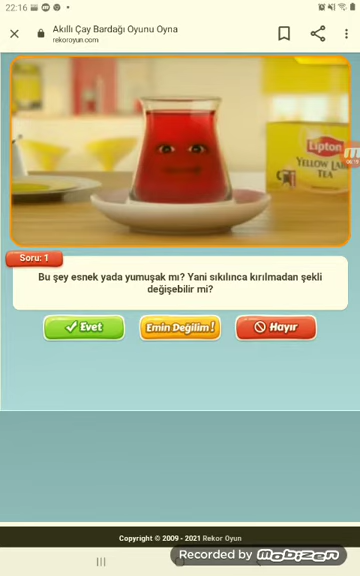 22:16
Akıllı Çay Bardağı Oyunu Oyna
rekoroyun.com
Lipton
YELLOW LABEL
TEA
Soru: 1
Bu şey esnek yada yumuşak mı? Yani sıkılınca kırılmadan şekli
değişebilir mi?
Evet
Emin Değilim!
Hayır
Copyright © 2009 - 2021 Rekor Oyun
Recorded by mobizen